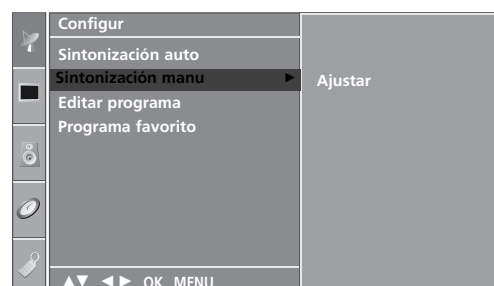 Configur
Sintonización auto
Sintonización manu ► Ajustar
Editar programa
Programa favorito
▲▼ ◄► OK MENU